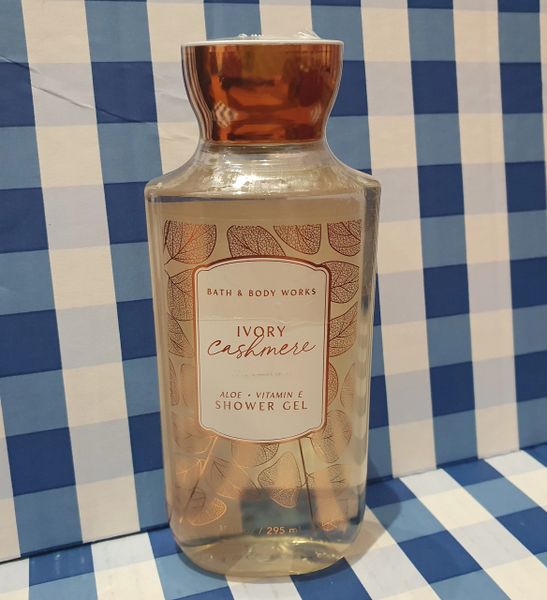 BATH & BODY WORKS
IVORY
cashmere
ALOE • VITAMIN E
SHOWER GEL
/ 295 ml